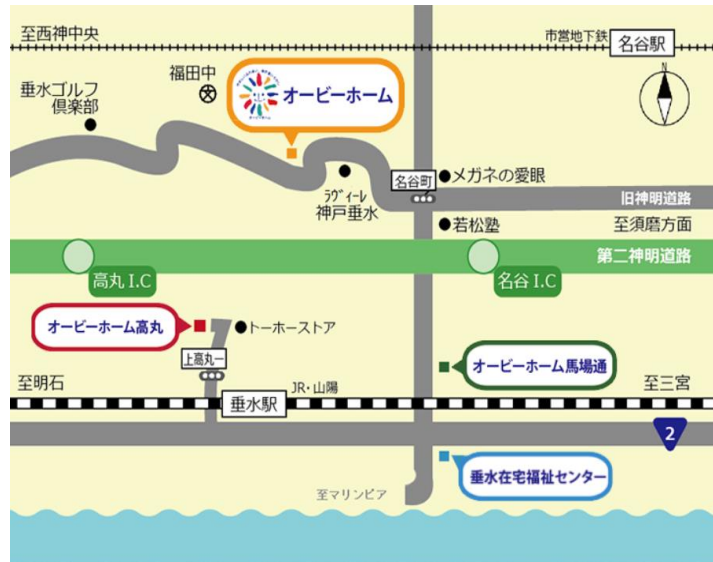 至西神中央
市営地下鉄
名谷駅
福田中
オービーホーム
N
垂水ゴルフ
倶楽部
名谷町
メガネの愛眼
ラヴィーレ
神戸垂水
旧神明道路
若松塾
至須磨方面
第二神明道路
高丸 I.C
名谷 I.C
オービーホーム高丸
トーホーストア
上高丸一
オービーホーム馬場通
至明石
JR・山陽
至三宮
垂水駅
2
垂水在宅福祉センター
至マリンピア